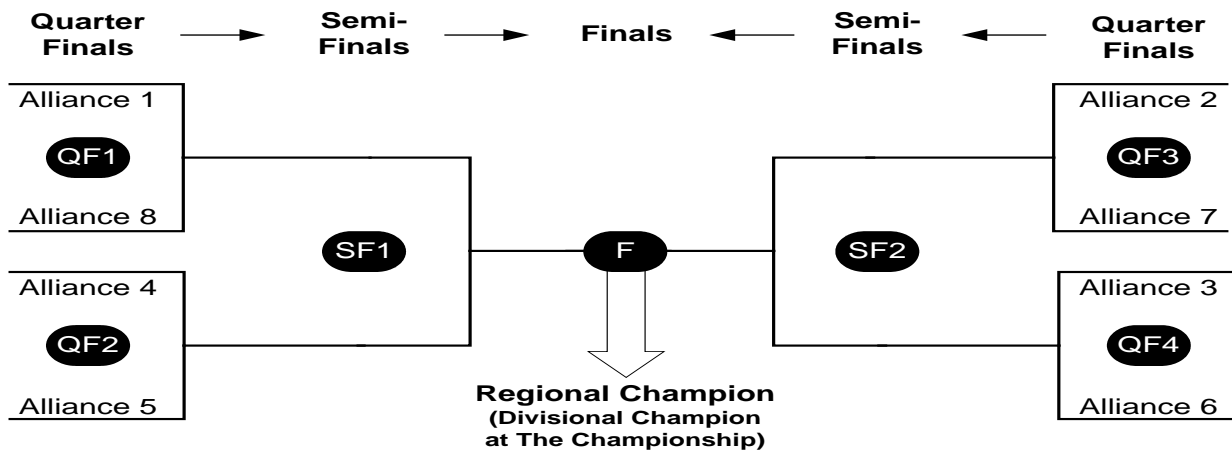 Quarter
Finals
Semi-
Finals
Finals
Semi-
Finals
Quarter
Finals
Alliance 1
QF1
Alliance 8
Alliance 4
QF2
Alliance 5
SF1
F
SF2
Alliance 2
QF3
Alliance 7
Alliance 3
QF4
Alliance 6
Regional Champion
(Divisional Champion
at The Championship)